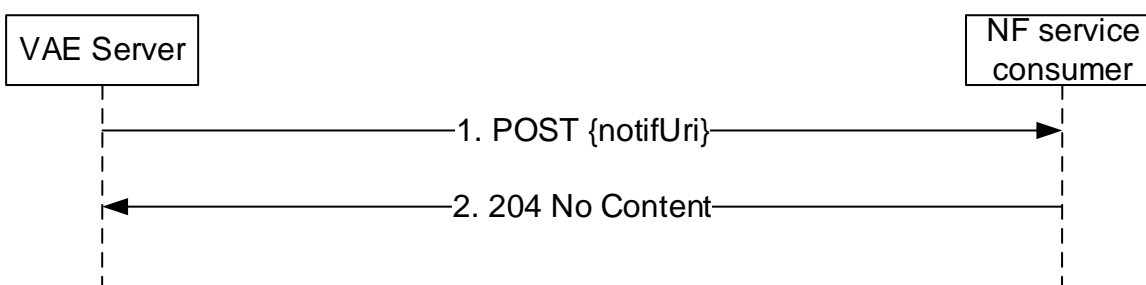 VAE Server
NF service
consumer
1. POST {notifUri}
2. 204 No Content